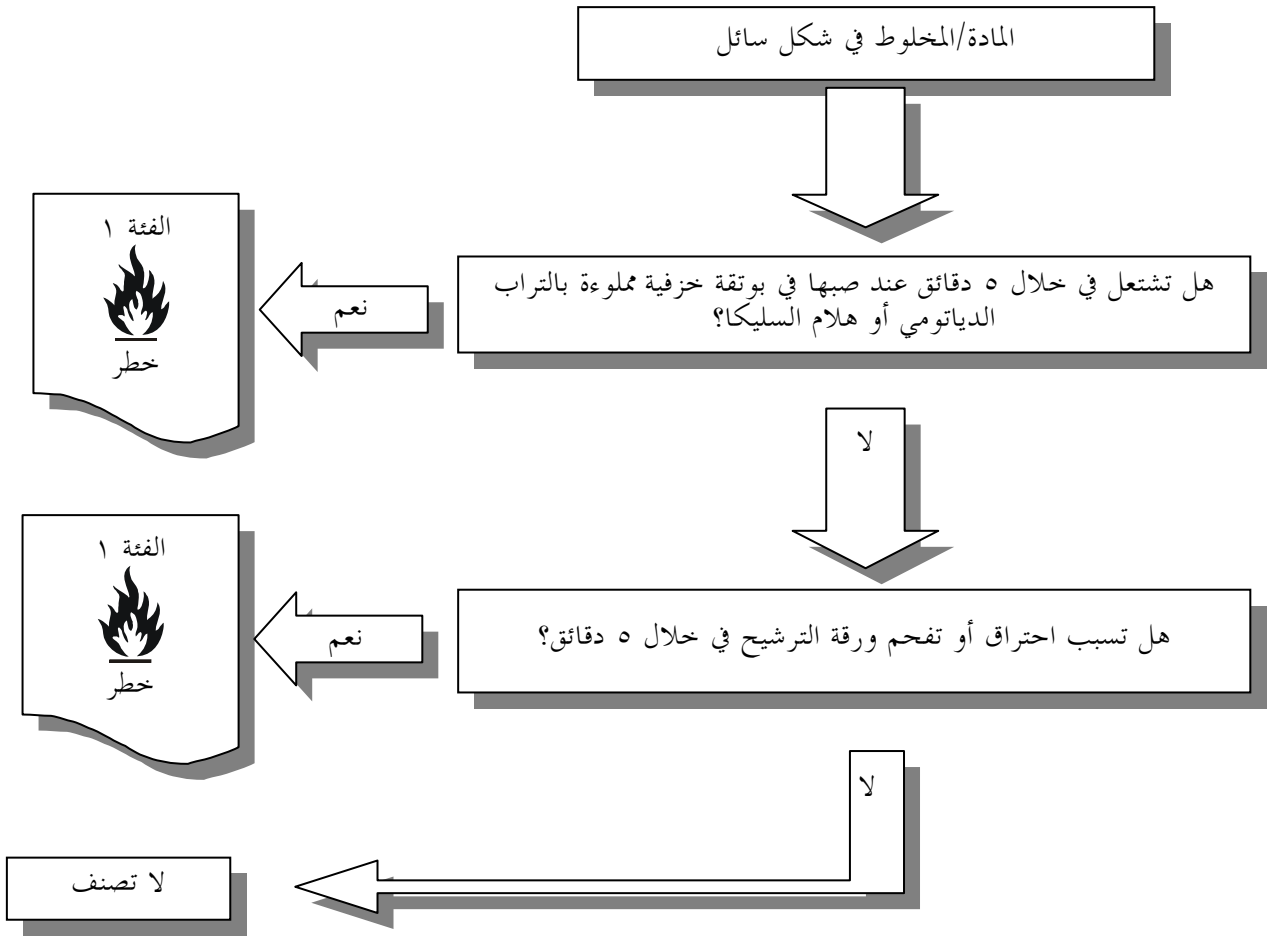 المادة/المخلوط في شكل سائل
هل تشتعل في خلال ٥ دقائق عند صبها في بوتقة خزفية مملوءة بالتراب
الدياتومي أو هلام السليكا؟
نعم
الفئة ١
خطر
لا
هل تسبب احتراق أو تفحم ورقة الترشيح في خلال ٥ دقائق؟
نعم
الفئة ١
خطر
لا
لا تصنف